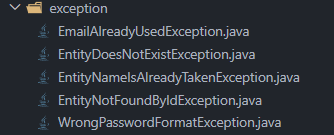 exception
EmailAlreadyUsedException.java
EntityDoesNotExistException.java
EntityNameIsAlreadyTakenException.java
EntityNotFoundByIdException.java
WrongPasswordFormatException.java